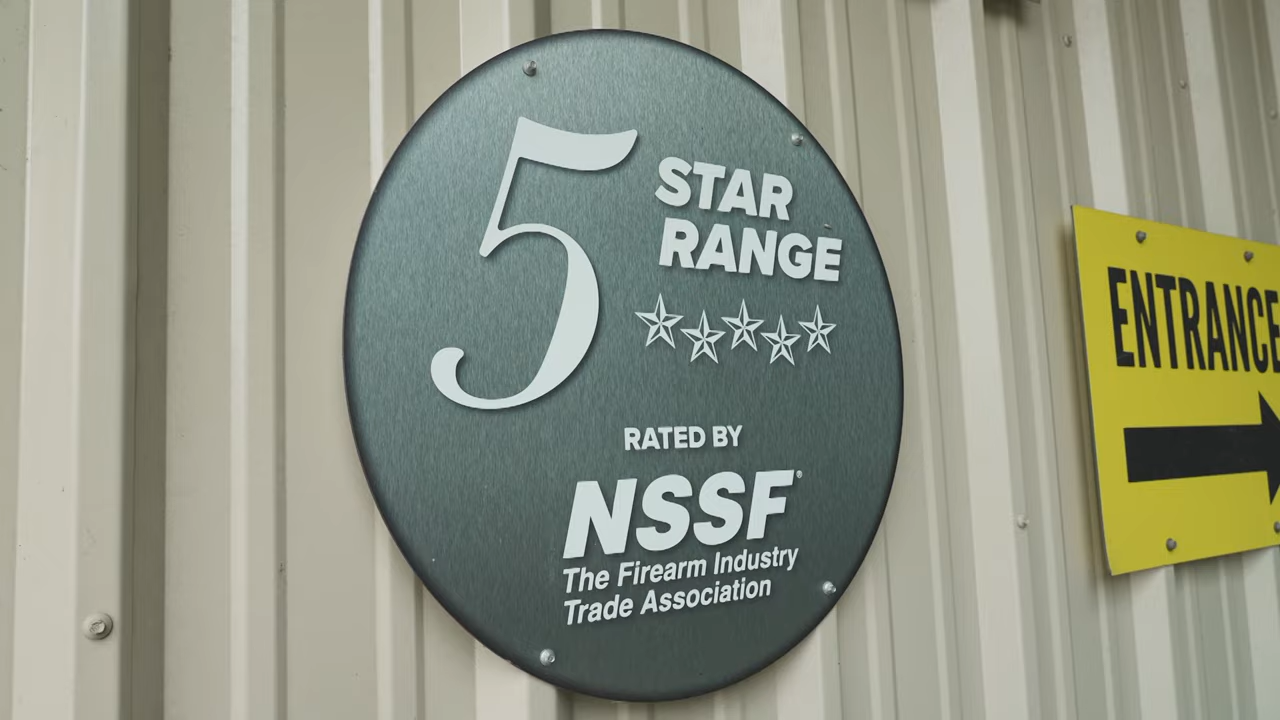 5
STAR
RANGE
RATED BY
NSSF®
The Firearm Industry
Trade Association
ENTRANCE